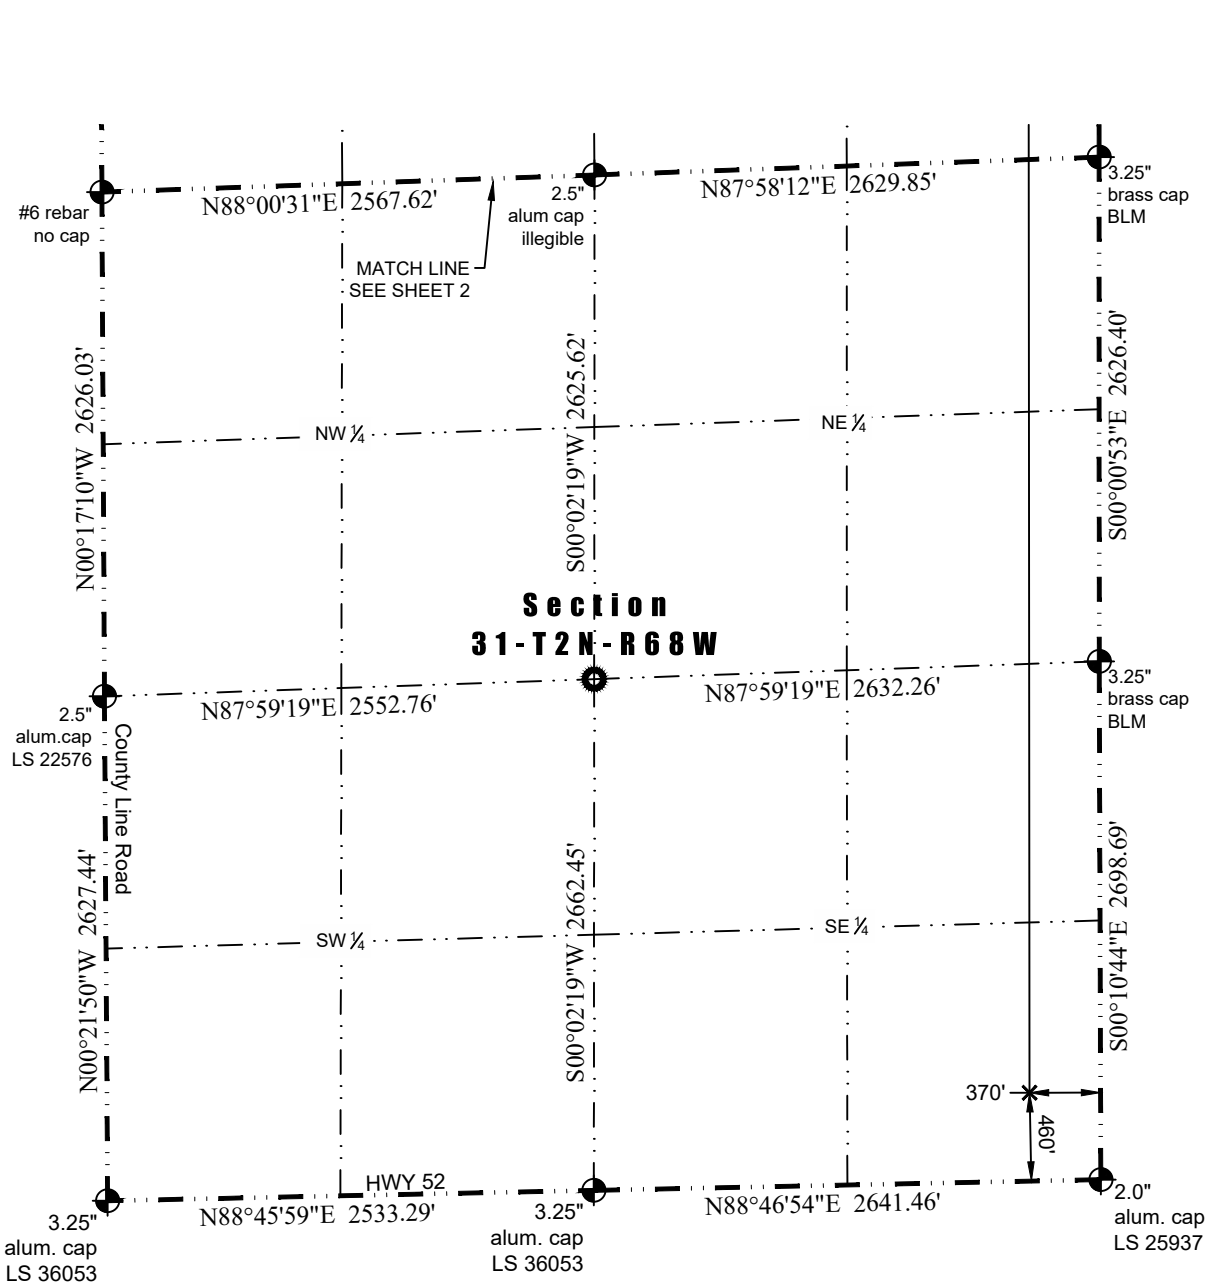 3.25"
brass cap
BLM
N87°58'12"E 2629.85'
2.5"
alum cap
illegible
N88°00'31"E 2567.62'
#6 rebar
no cap
MATCH LINE
SEE SHEET 2
N00°17'10"W 2626.03'
S00°02'19"W 2625.62'
S00°00'53"E 2626.40'
NW ¼
NE ¼
Section
31-T2N-R68W
3.25"
brass cap
BLM
N87°59'19"E 2552.76'
N87°59'19"E 2632.26'
2.5"
alum.cap
LS 22576
County Line Road
N00°21'50"W 2627.44'
S00°02'19"W 2662.45'
S00°10'44"E 2698.69'
SW ¼
SE ¼
370'
460'
HWY 52
N88°45'59"E 2533.29'
N88°46'54"E 2641.46'
3.25"
alum. cap
LS 36053
3.25"
alum. cap
LS 36053
2.0"
alum. cap
LS 25937